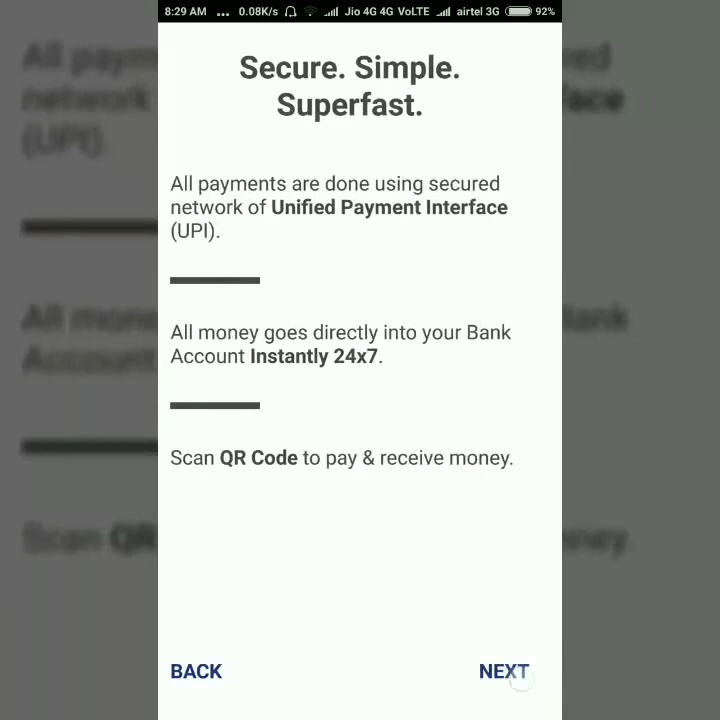 8:29 AM ... 0.08K/s Jio 4G 4G VoLTE airtel 3G 92%
Secure. Simple.
Superfast.
All payments are done using secured
network of Unified Payment Interface
(UPI).
All money goes directly into your Bank
Account Instantly 24x7.
Scan QR Code to pay & receive money.
BACK NEXT